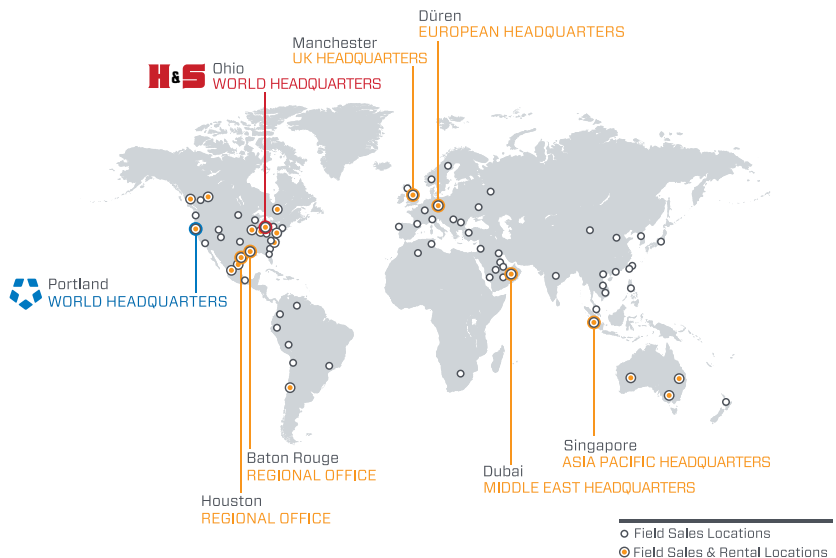 Düren
EUROPEAN HEADQUARTERS
Manchester
UK HEADQUARTERS
H&S
Ohio
WORLD HEADQUARTERS
Portland
WORLD HEADQUARTERS
Baton Rouge
REGIONAL OFFICE
Houston
REGIONAL OFFICE
Singapore
ASIA PACIFIC HEADQUARTERS
Dubai
MIDDLE EAST HEADQUARTERS
Field Sales Locations
Field Sales & Rental Locations